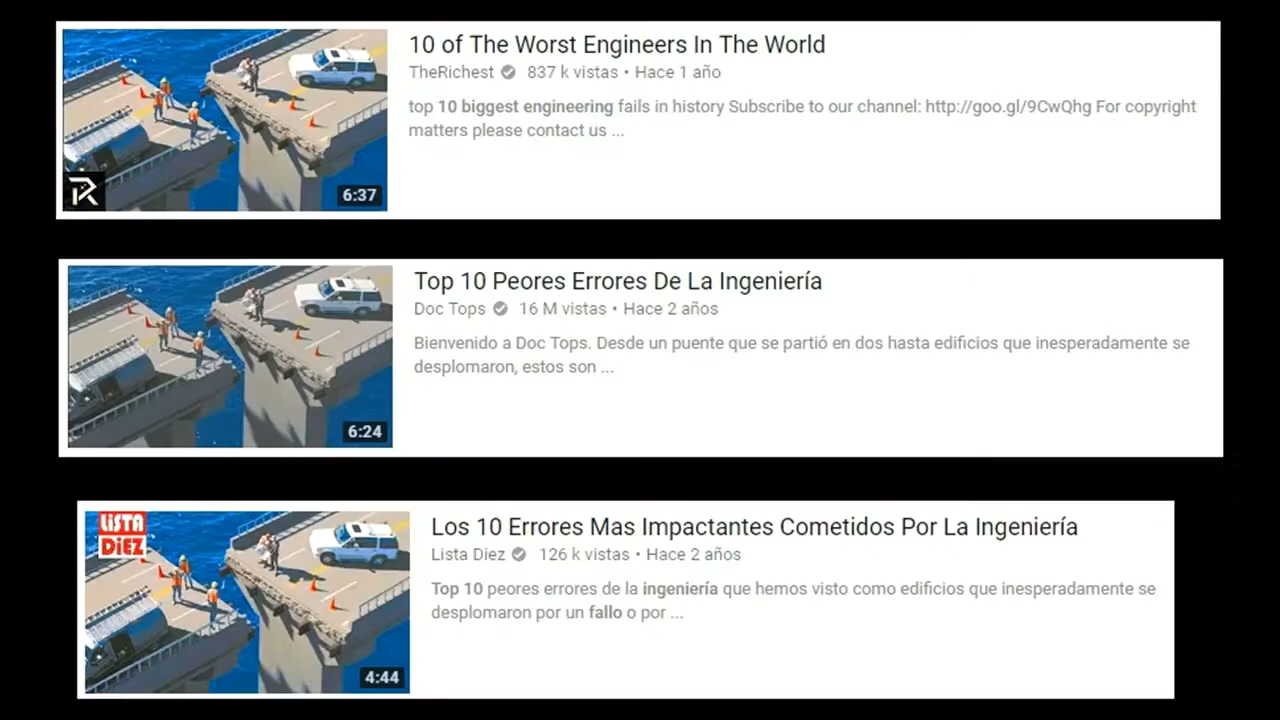 10 of The Worst Engineers In The World
TheRichest 837 k vistas • Hace 1 año
top 10 biggest engineering fails in history Subscribe to our channel: http://goo.gl/9CwQhg For copyright
matters please contact us ...
6:37
Top 10 Peores Errores De La Ingeniería
Doc Tops 16 M vistas • Hace 2 años
Bienvenido a Doc Tops. Desde un puente que se partió en dos hasta edificios que inesperadamente se
desplomaron, estos son ...
6:24
LiSTA
DiEZ
Los 10 Errores Mas Impactantes Cometidos Por La Ingeniería
Lista Diez 126 k vistas • Hace 2 años
Top 10 peores errores de la ingeniería que hemos visto como edificios que inesperadamente se
desplomaron por un fallo o por ...
4:44